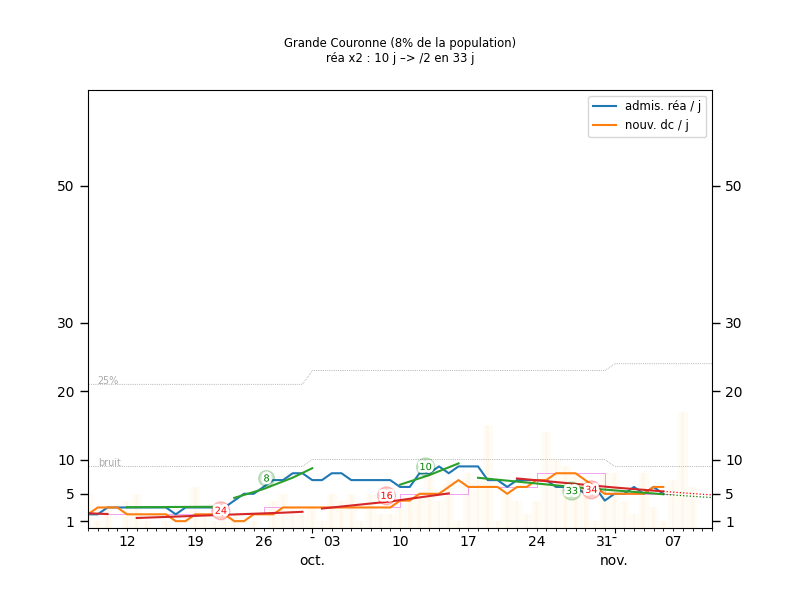 Grande Couronne (8% de la population)
réa x2 : 10 j –> /2 en 33 j
admis. réa / j
nouv. dc / j
50 50
30 30
25%
20 20
bruit
10 10
10
8
16
33 34
24
5 5
1 1
12 19 26 - 03 10 17 24 31 - 07
oct. nov.